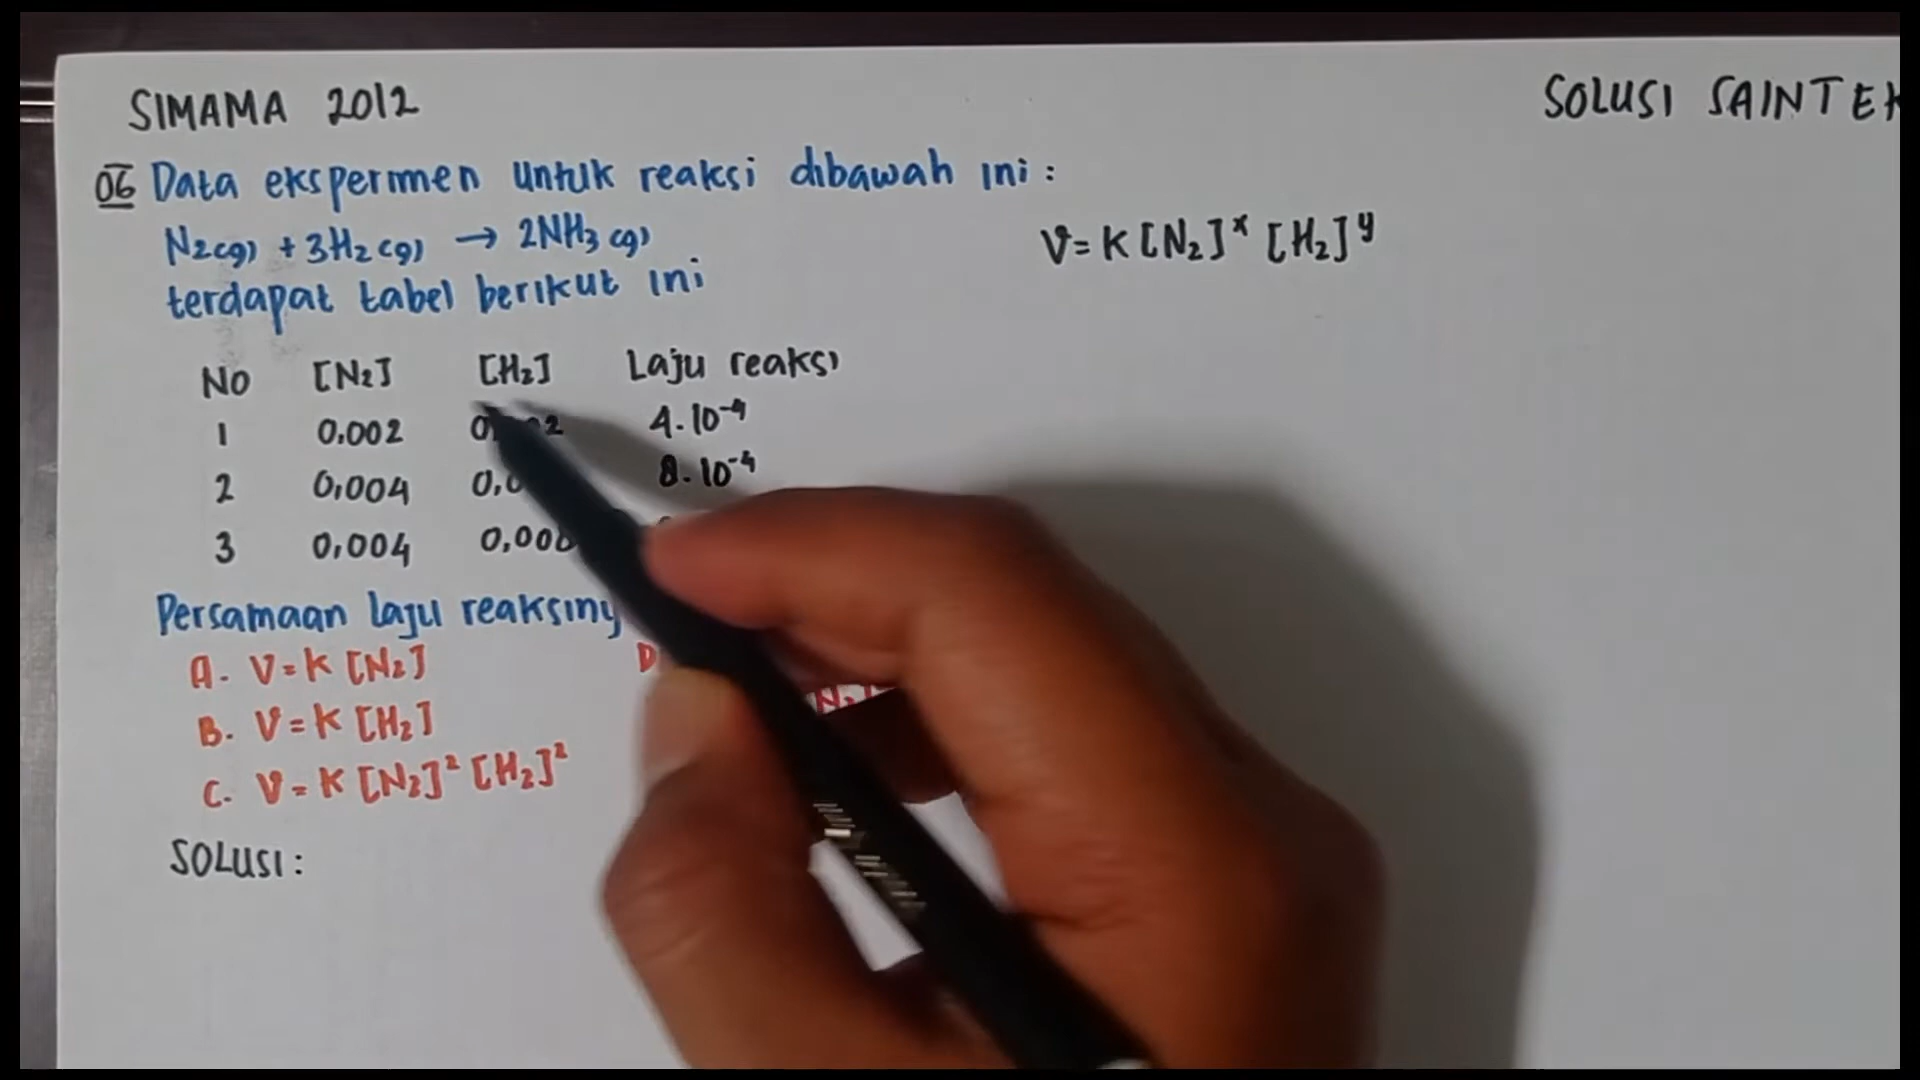 SIMAMA 2012
SOLUSI SAINTEK
06 Data ekspermen untuk reaksi dibawah ini :
N2(g) + 3H2(g) → 2NH3(g)
V = K [N2]^x [H2]^y
terdapat tabel berikut ini
No [N2] [H2] Laju reaksi
1 0,002 4.10^-4
2 0,004 8.10^-4
3 0,004
Persamaan laju
A. V = K [N2]
D
B. V = K [H2]
C. V = K [N2]² [H2]²
SOLUSI :